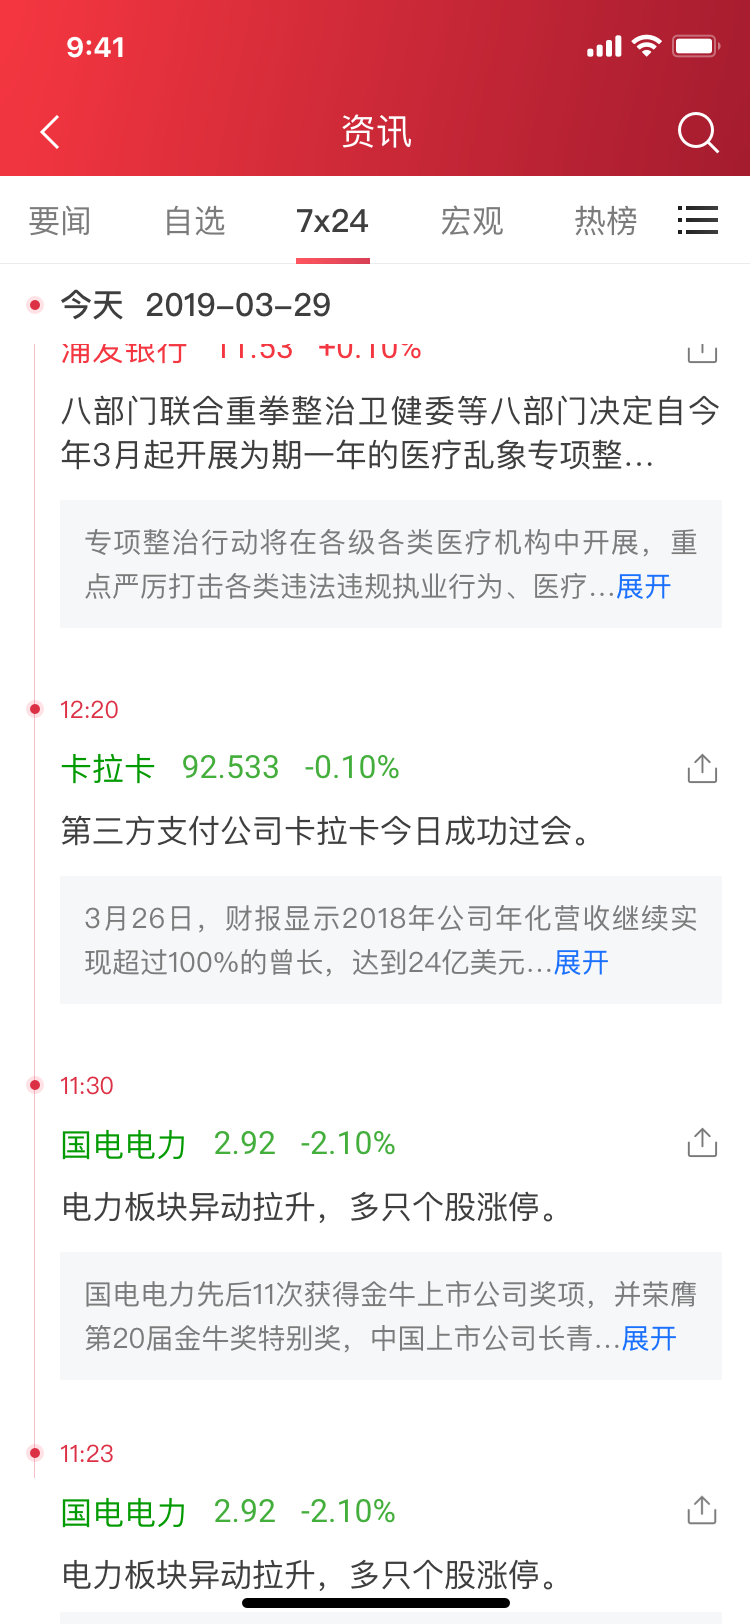 9:41
资讯
要闻 自选 7x24 宏观 热榜
今天 2019-03-29
浦发银行 11.53 +0.10%
八部门联合重拳整治卫健委等八部门决定自今
年3月起开展为期一年的医疗乱象专项整...
专项整治行动将在各级各类医疗机构中开展，重
点严厉打击各类违法违规执业行为、医疗...展开
12:20
卡拉卡 92.533 -0.10%
第三方支付公司卡拉卡今日成功过会。
3月26日，财报显示2018年公司年化营收继续实
现超过100%的曾长，达到24亿美元...展开
11:30
国电电力 2.92 -2.10%
电力板块异动拉升，多只个股涨停。
国电电力先后11次获得金牛上市公司奖项，并荣膺
第20届金牛奖特别奖，中国上市公司长青...展开
11:23
国电电力 2.92 -2.10%
电力板块异动拉升，多只个股涨停。